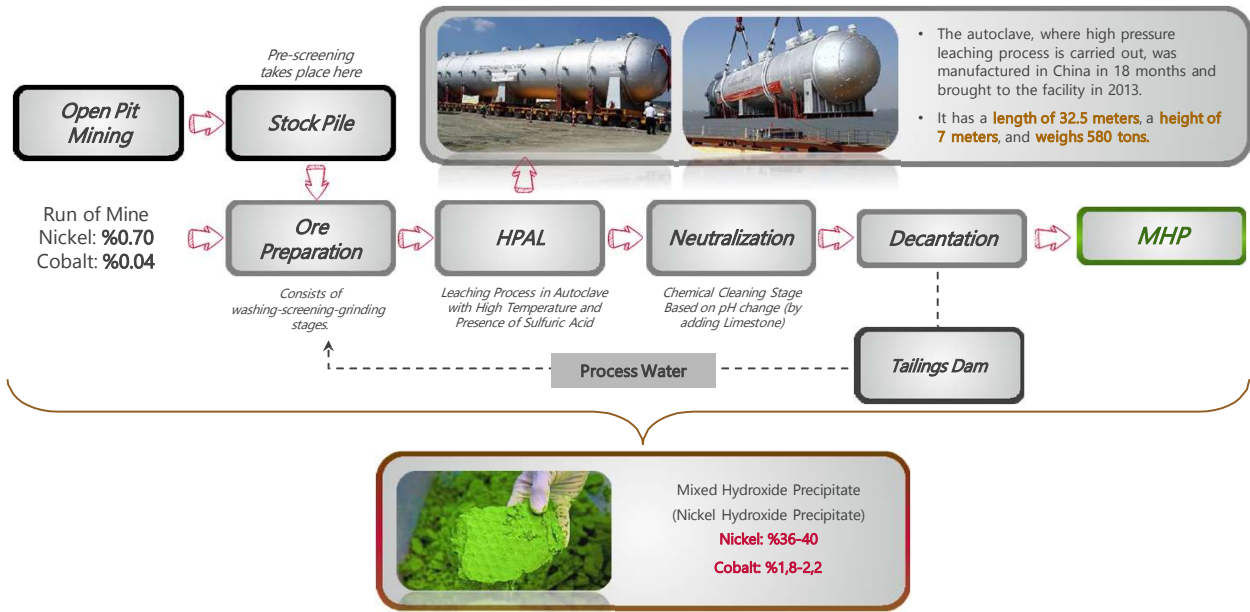 Pre-screening
takes place here
Open Pit
Mining
Stock Pile
• The autoclave, where high pressure
leaching process is carried out, was
manufactured in China in 18 months and
brought to the facility in 2013.
• It has a length of 32.5 meters, a height of
7 meters, and weighs 580 tons.
Run of Mine
Nickel: %0.70
Cobalt: %0.04
Ore
Preparation
HPAL
Neutralization
Decantation
MHP
Consists of
washing-screening-grinding
stages.
Leaching Process in Autoclave
with High Temperature and
Presence of Sulfuric Acid
Chemical Cleaning Stage
Based on pH change (by
adding Limestone)
Process Water
Tailings Dam
Mixed Hydroxide Precipitate
(Nickel Hydroxide Precipitate)
Nickel: %36-40
Cobalt: %1,8-2,2